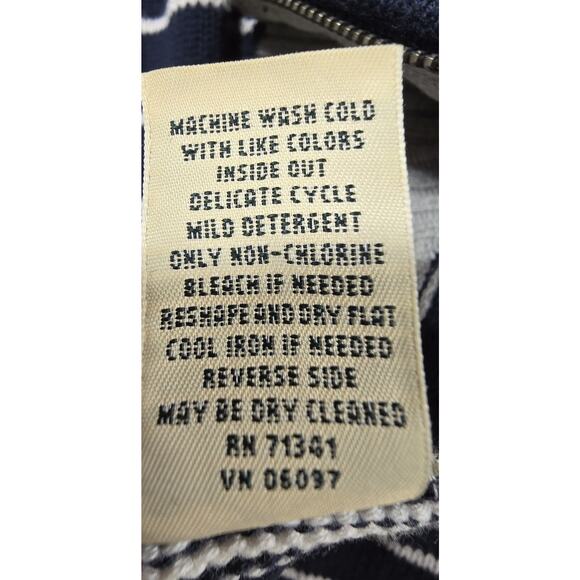 MACHINE WASH COLD
WITH LIKE COLORS
INSIDE OUT
DELICATE CYCLE
MILD DETERGENT
ONLY NON-CHLORINE
BLEACH IF NEEDED
RESHAPE AND DRY FLAT
COOL IRON IF NEEDED
REVERSE SIDE
MAY BE DRY CLEANED
RN 71341
VN 06097